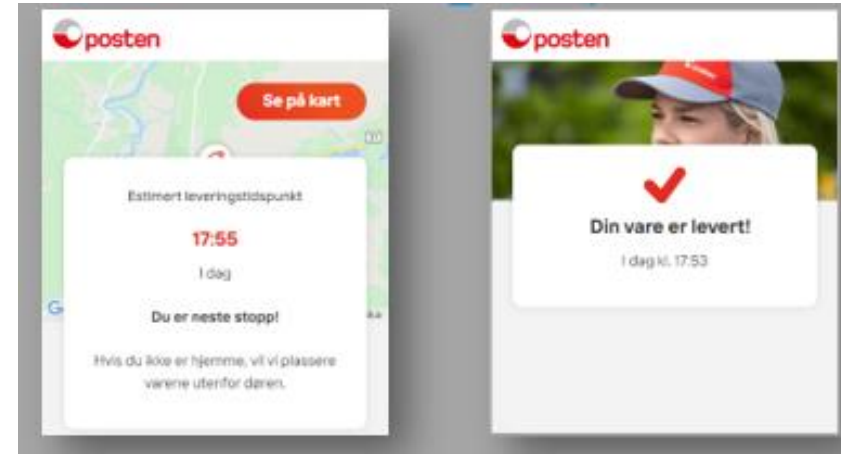 posten
Se på kart
Estimert leveringstidspunkt
17:55
I dag
Du er neste stopp!
Hvis du ikke er hjemme, vil vi plassere
varene utenfor døren.
posten
Din vare er levert!
I dag kl. 17:53